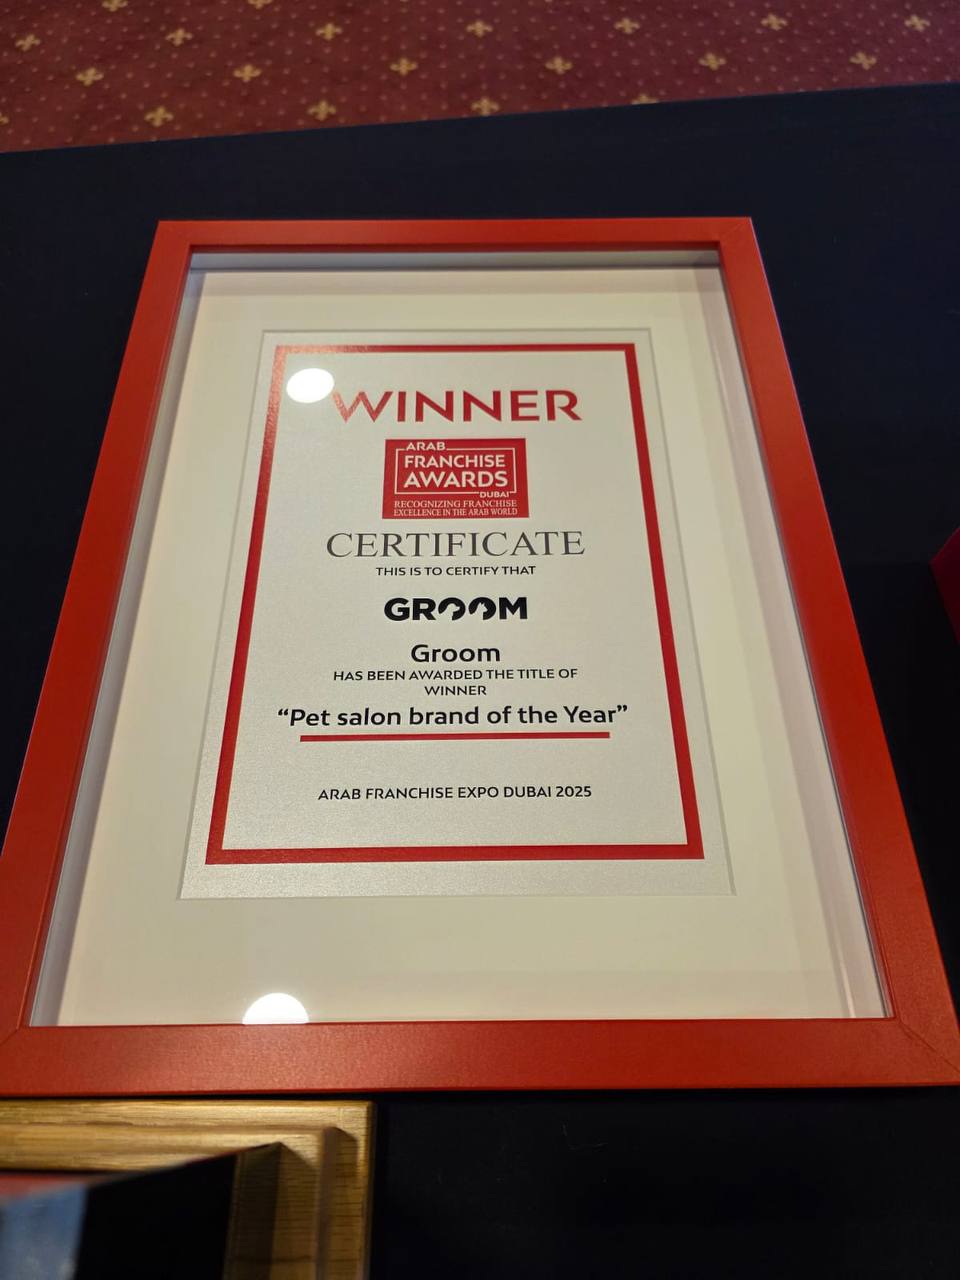 WINNER
ARAB
FRANCHISE
AWARDS
DUBAI
RECOGNIZING FRANCHISE
EXCELLENCE IN THE ARAB WORLD
CERTIFICATE
THIS IS TO CERTIFY THAT
GROOM
Groom
HAS BEEN AWARDED THE TITLE OF
WINNER
“Pet salon brand of the Year”
ARAB FRANCHISE EXPO DUBAI 2025